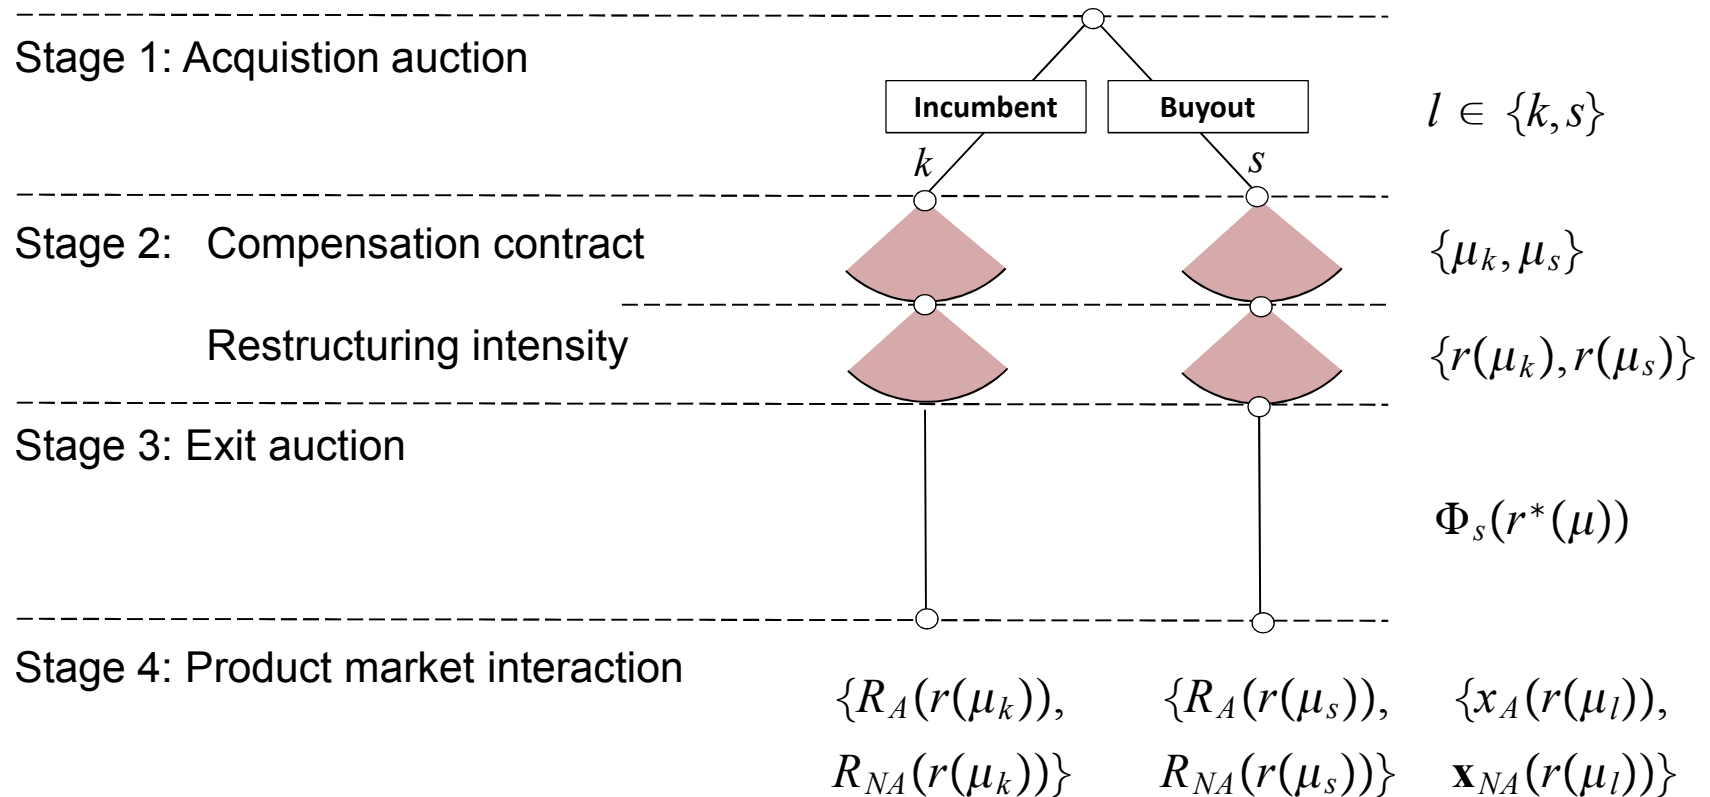 Stage 1: Acquistion auction
Incumbent
Buyout
l ∈ {k, s}
k
s
Stage 2: Compensation contract
{μ_k, μ_s}
Restructuring intensity
{r(μ_k), r(μ_s)}
Stage 3: Exit auction
Φ_s(r*(μ))
Stage 4: Product market interaction
{R_A(r(μ_k)),
R_NA(r(μ_k))}
{R_A(r(μ_s)),
R_NA(r(μ_s))}
{x_A(r(μ_l)),
𝐱_NA(r(μ_l))}